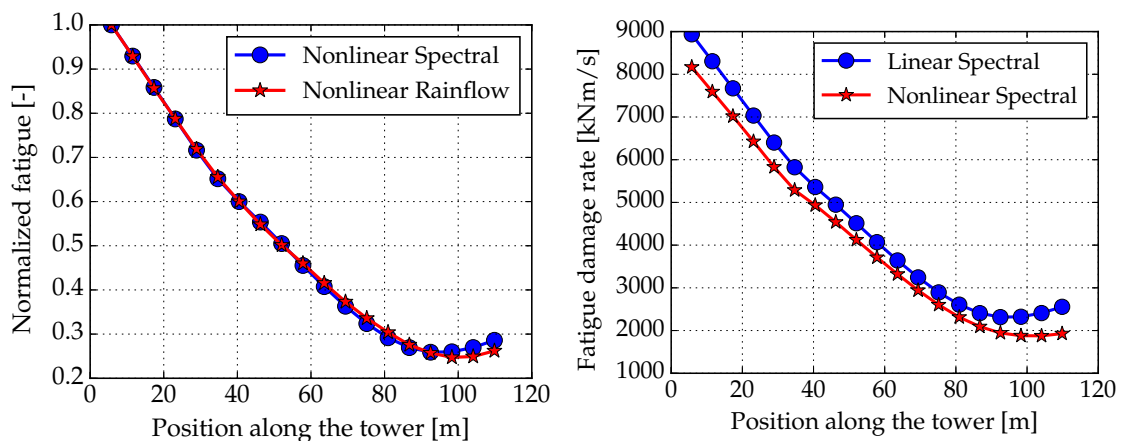 1.0
0.9
0.8
0.7
0.6
0.5
0.4
0.3
0.2
Normalized fatigue [-]
Nonlinear Spectral
Nonlinear Rainflow
0 20 40 60 80 100 120
Position along the tower [m]
9000
8000
7000
6000
5000
4000
3000
2000
1000
Fatigue damage rate [kNm/s]
Linear Spectral
Nonlinear Spectral
0 20 40 60 80 100 120
Position along the tower [m]